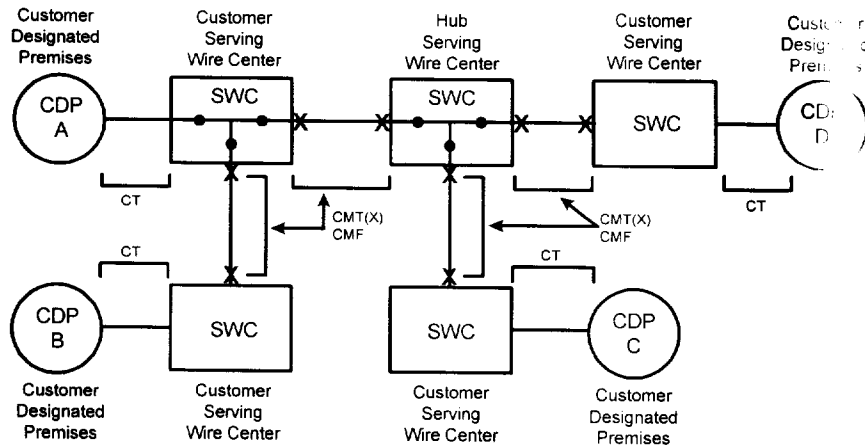 Customer
Designated
Premises
Customer
Serving
Wire Center
Hub
Serving
Wire Center
Customer
Serving
Wire Center
CDP
A
SWC
SWC
SWC
D
CT
CMT(X)
CMF
CMT(X)
CMF
CT
CT
CT
CDP
B
SWC
SWC
CDP
C
Customer
Designated
Premises
Customer
Serving
Wire Center
Customer
Serving
Wire Center
Customer
Designated
Premises